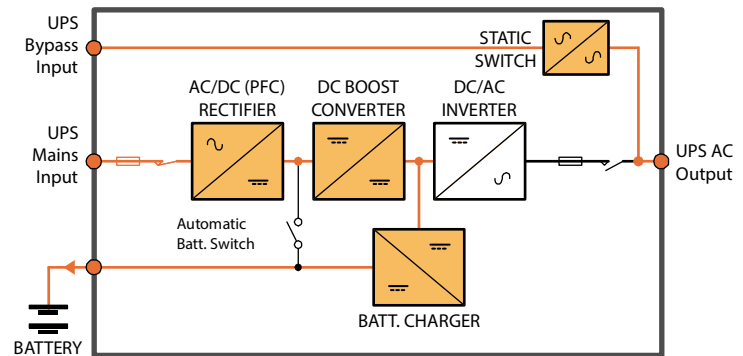 UPS
Bypass
Input
STATIC
SWITCH
AC/DC (PFC)
RECTIFIER
DC BOOST
CONVERTER
DC/AC
INVERTER
UPS
Mains
Input
UPS AC
Output
Automatic
Batt. Switch
BATT. CHARGER
BATTERY